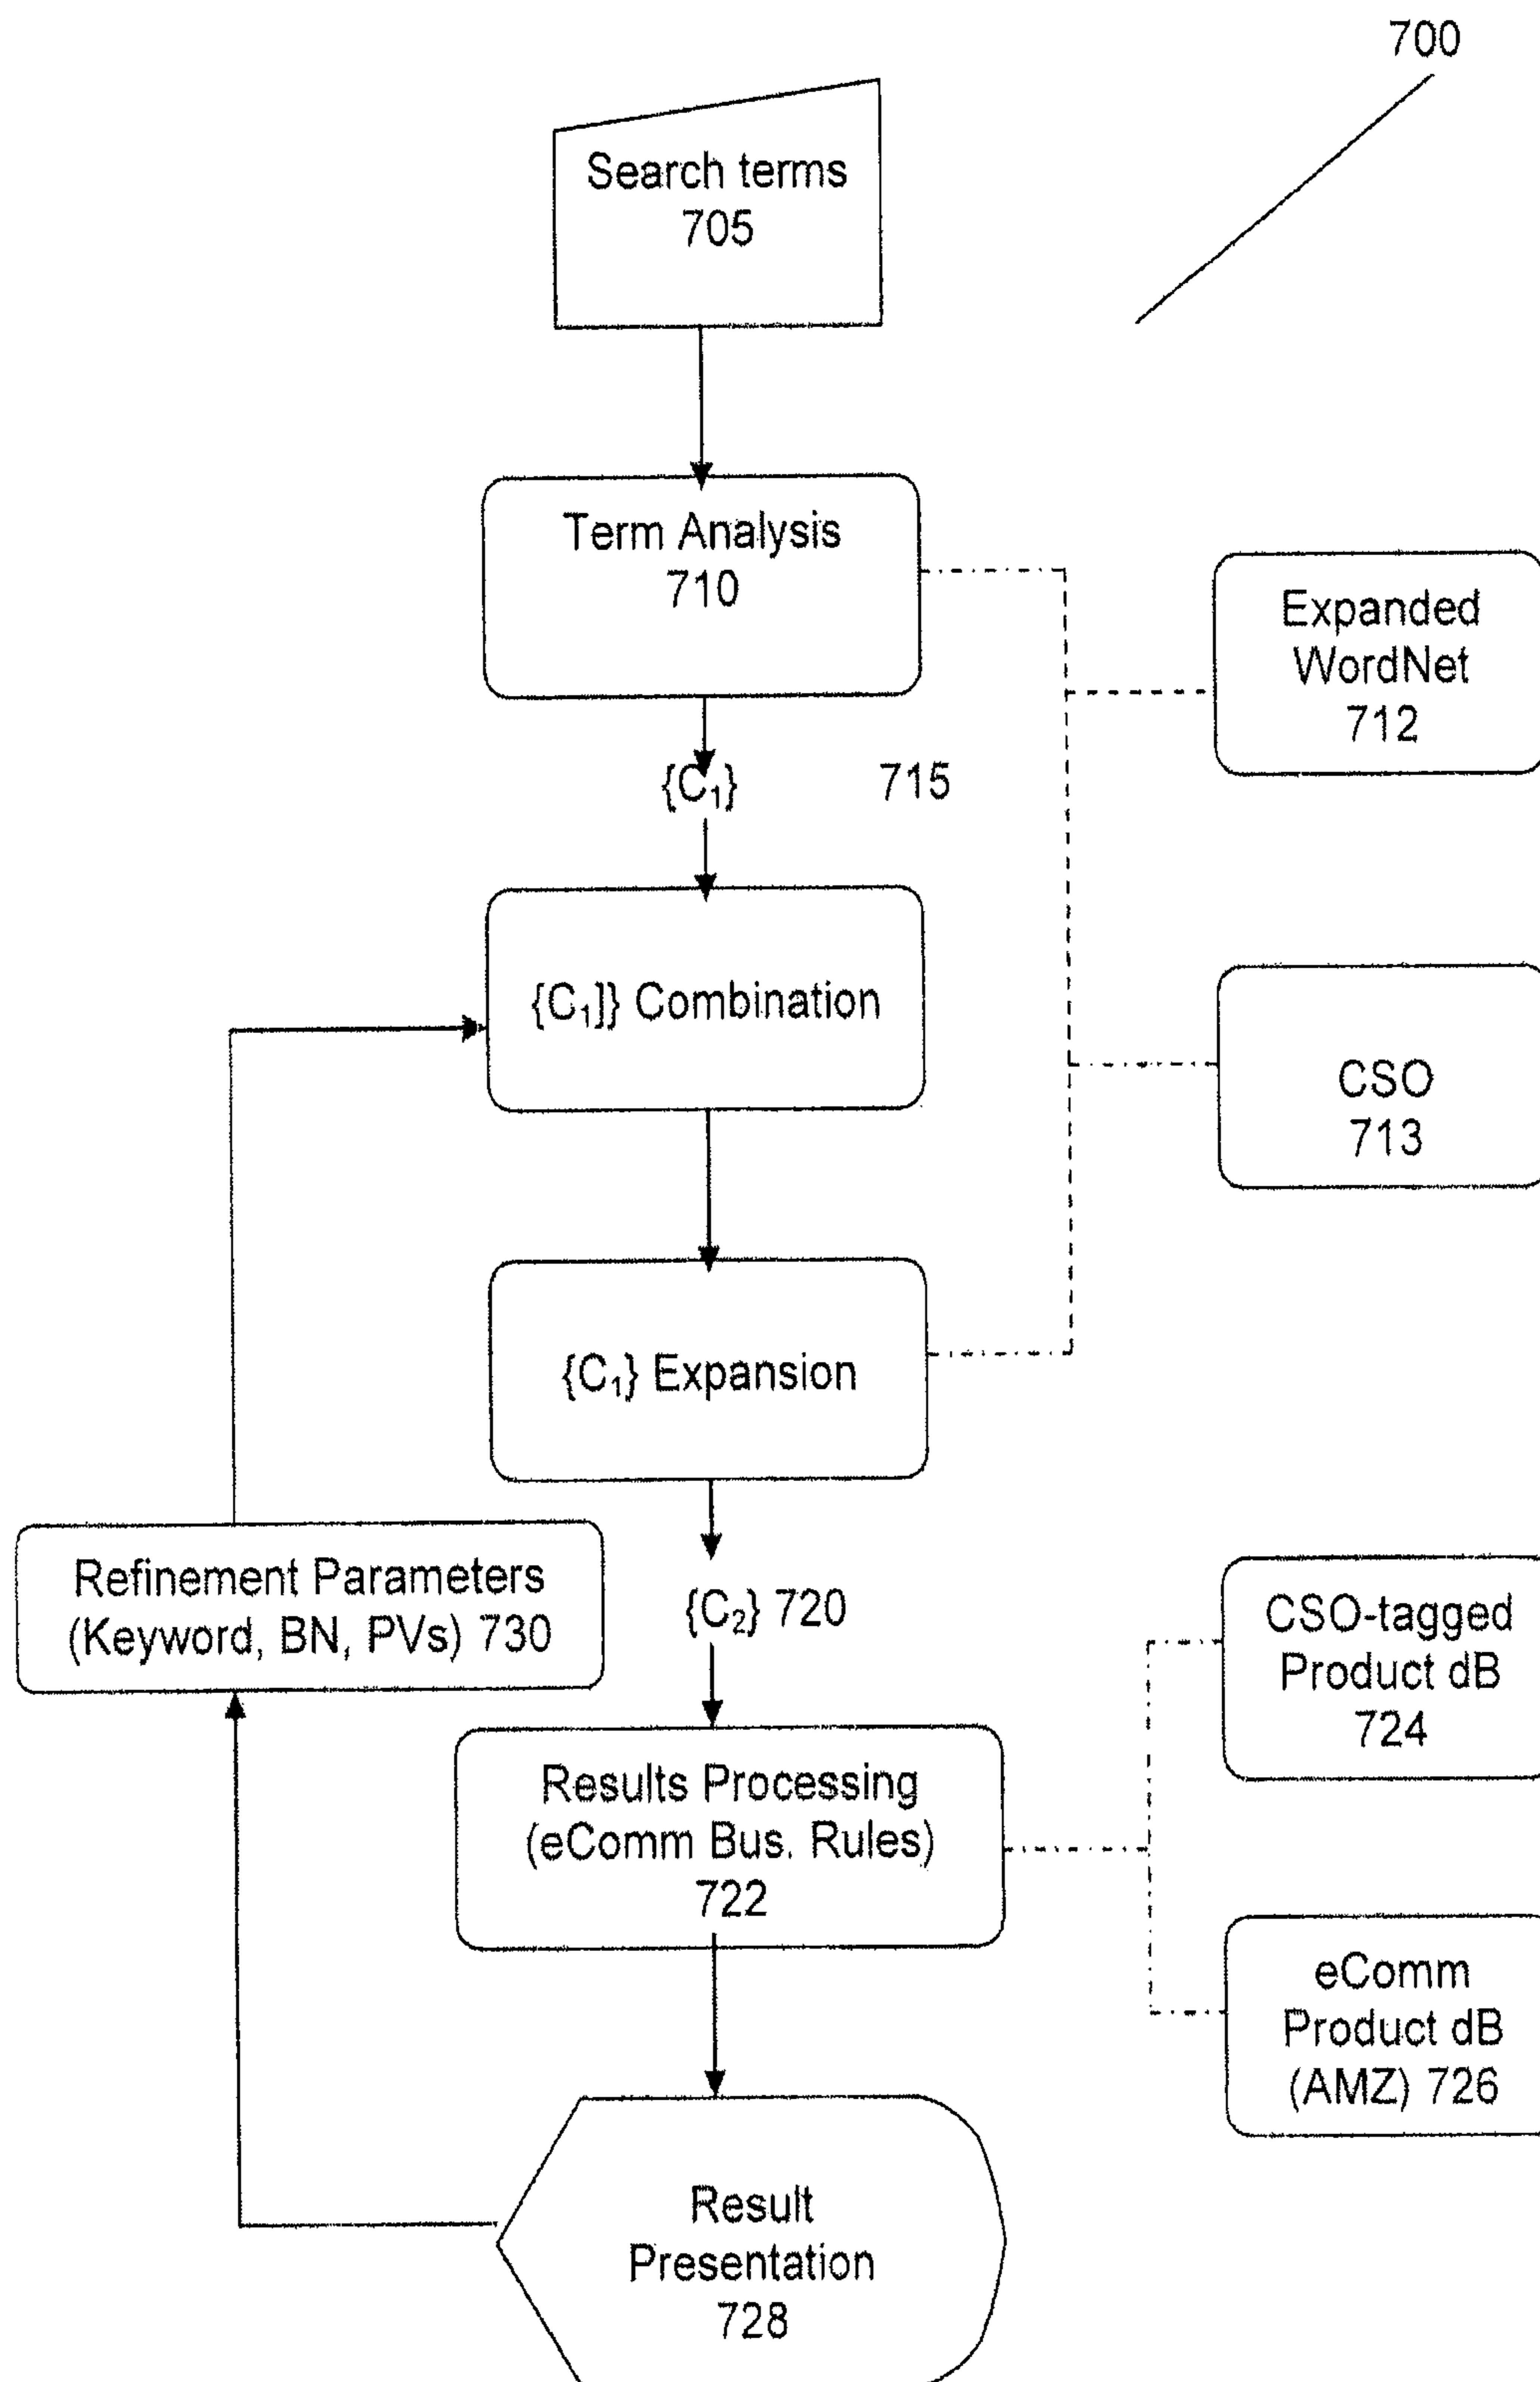 700
Search terms
705
Term Analysis
710
Expanded
WordNet
712
{C₁}
715
{C₁]} Combination
CSO
713
{C₁} Expansion
Refinement Parameters
(Keyword, BN, PVs) 730
{C₂} 720
CSO-tagged
Product dB
724
Results Processing
(eComm Bus. Rules)
722
eComm
Product dB
(AMZ) 726
Result
Presentation
728